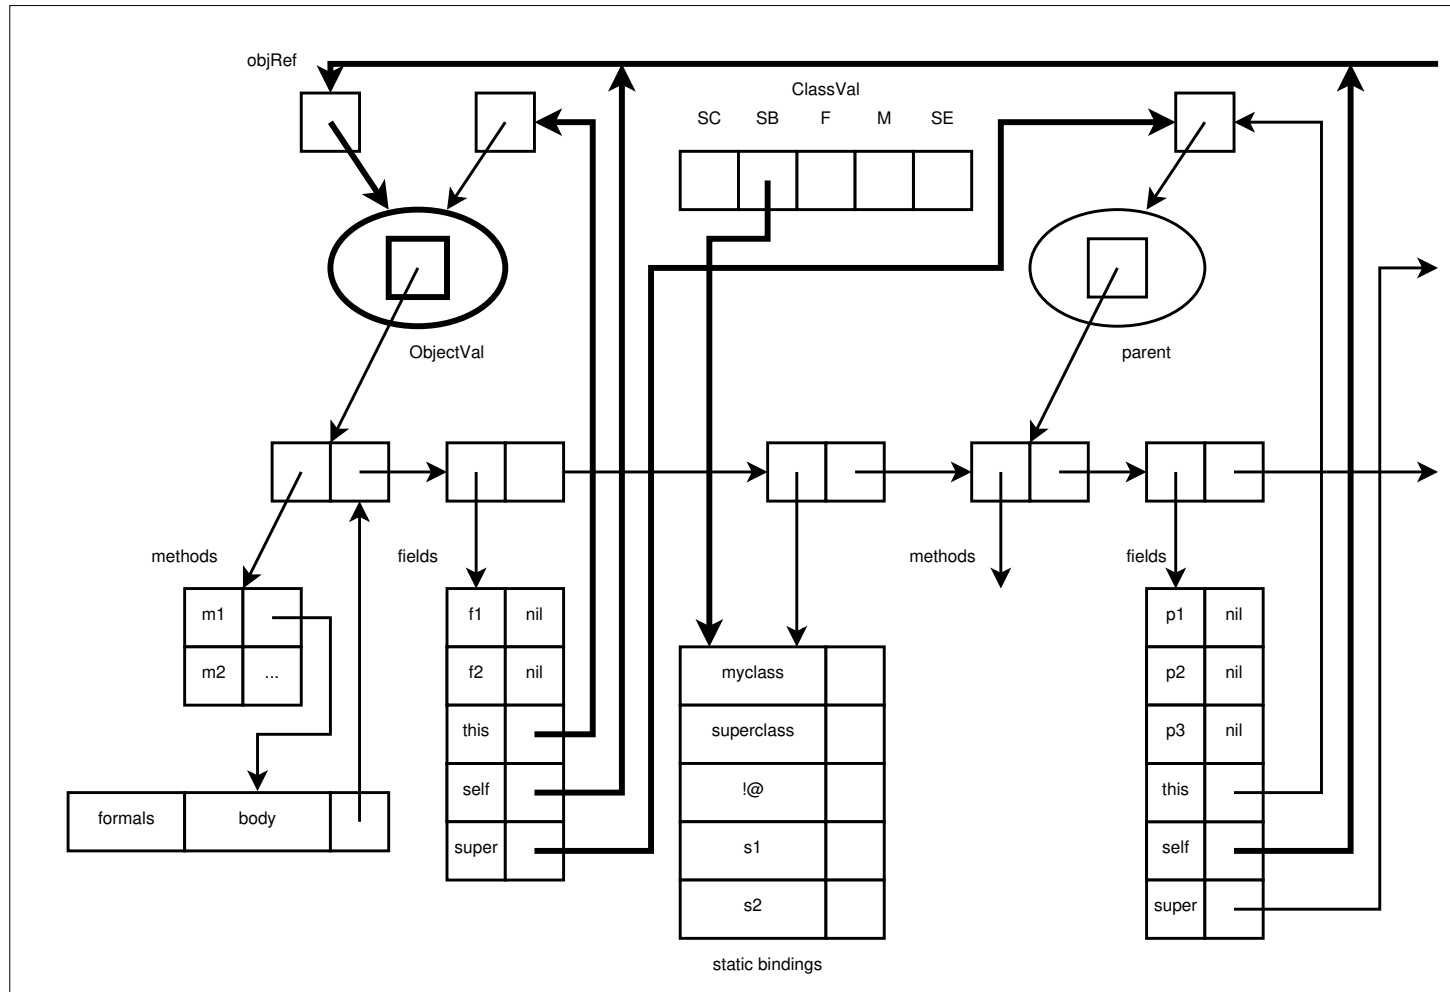 objRef
ClassVal
SC SB F M SE
ObjectVal
parent
methods
fields
methods
fields
m1
m2 ...
formals body
f1 nil
f2 nil
this
self
super
myclass
superclass
!@
s1
s2
static bindings
p1 nil
p2 nil
p3 nil
this
self
super